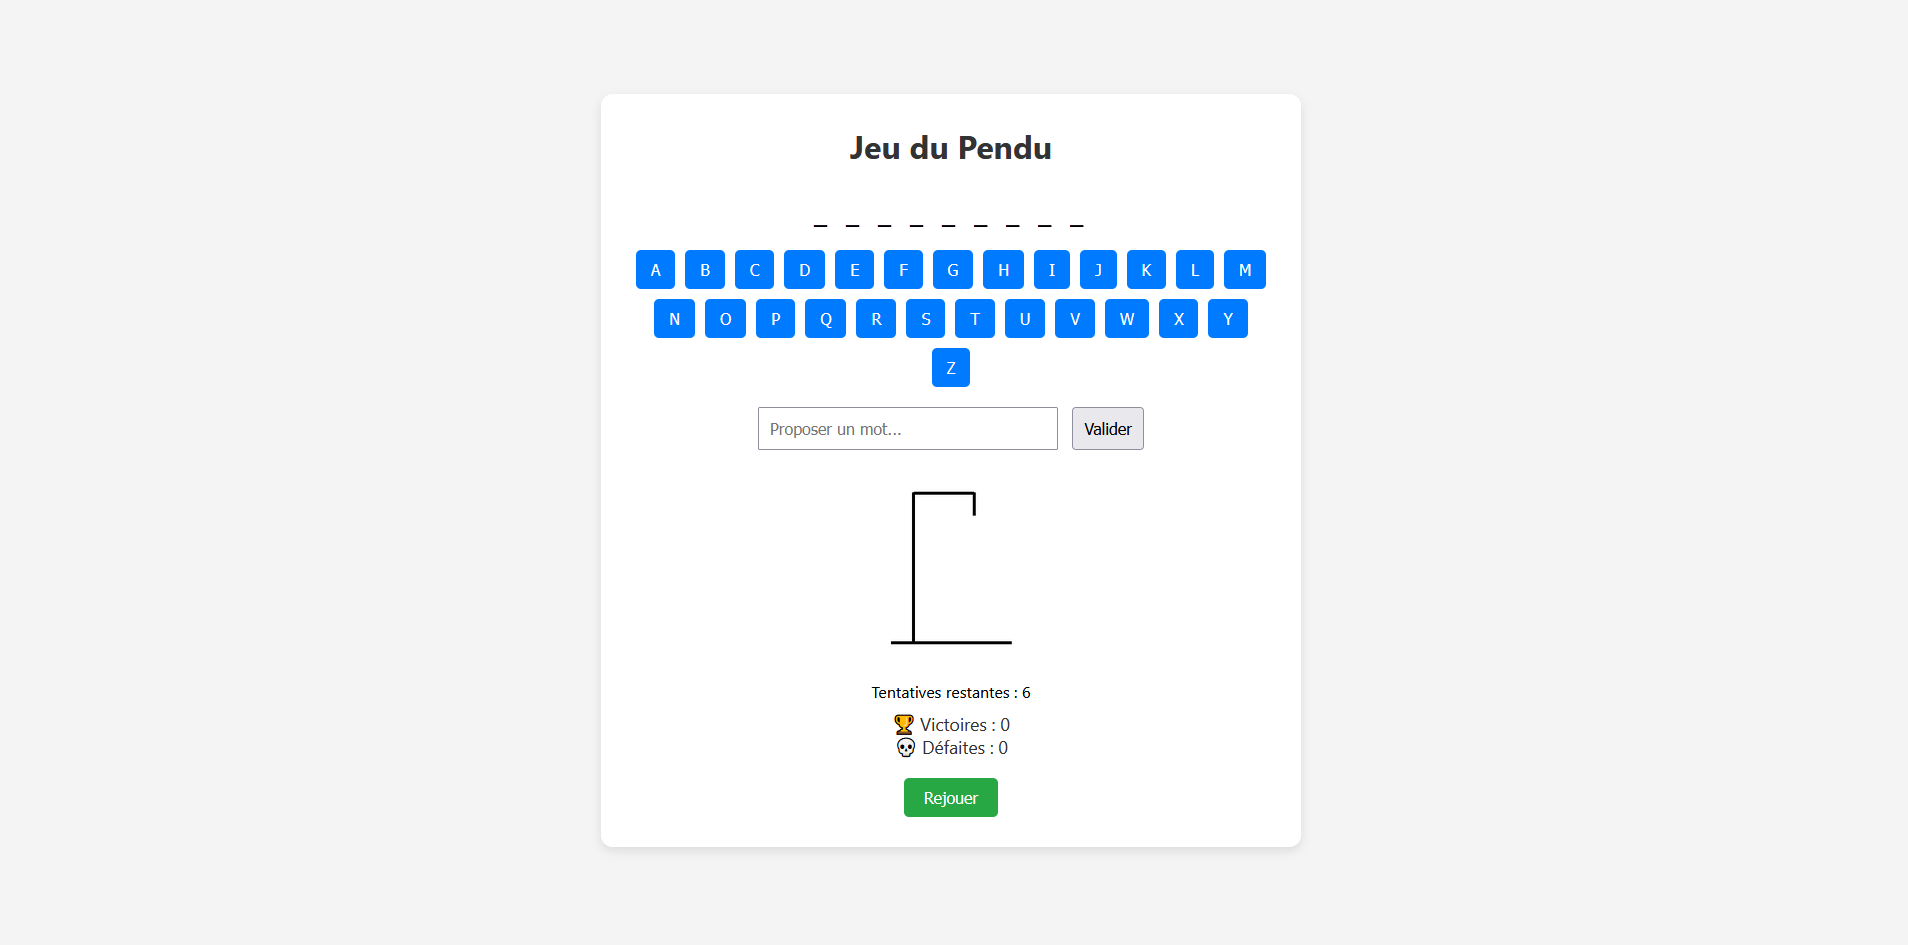 Jeu du Pendu
_ _ _ _ _ _ _ _ _
A B C D E F G H I J K L M
N O P Q R S T U V W X Y
Z
Proposer un mot... Valider
Tentatives restantes : 6
🏆 Victoires : 0
💀 Défaites : 0
Rejouer